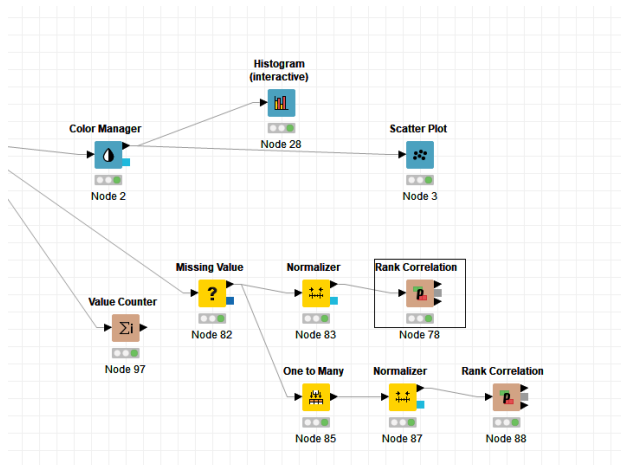 Histogram
(interactive)
Node 28
Color Manager
Node 2
Scatter Plot
Node 3
Missing Value
?
Node 82
Normalizer
Node 83
Rank Correlation
ρ
Node 78
Value Counter
Σi
Node 97
One to Many
Node 85
Normalizer
Node 87
Rank Correlation
ρ
Node 88